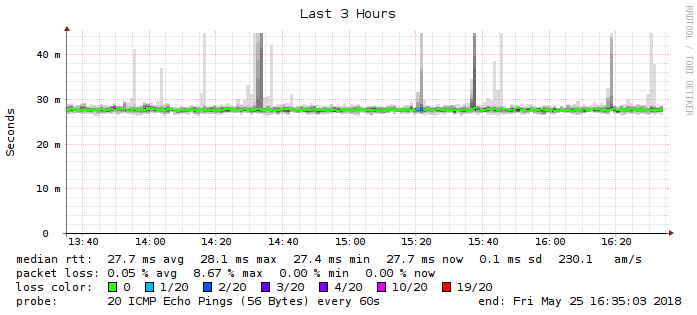 Last 3 Hours
RRDTOOL / TOBI OETIKER
Seconds
40 m
30 m
20 m
10 m
0
13:40 14:00 14:20 14:40 15:00 15:20 15:40 16:00 16:20
median rtt: 27.7 ms avg 28.1 ms max 27.4 ms min 27.7 ms now 0.1 ms sd 230.1 am/s
packet loss: 0.05 % avg 8.67 % max 0.00 % min 0.00 % now
loss color: 0 1/20 2/20 3/20 4/20 10/20 19/20
probe: 20 ICMP Echo Pings (56 Bytes) every 60s end: Fri May 25 16:35:03 2018